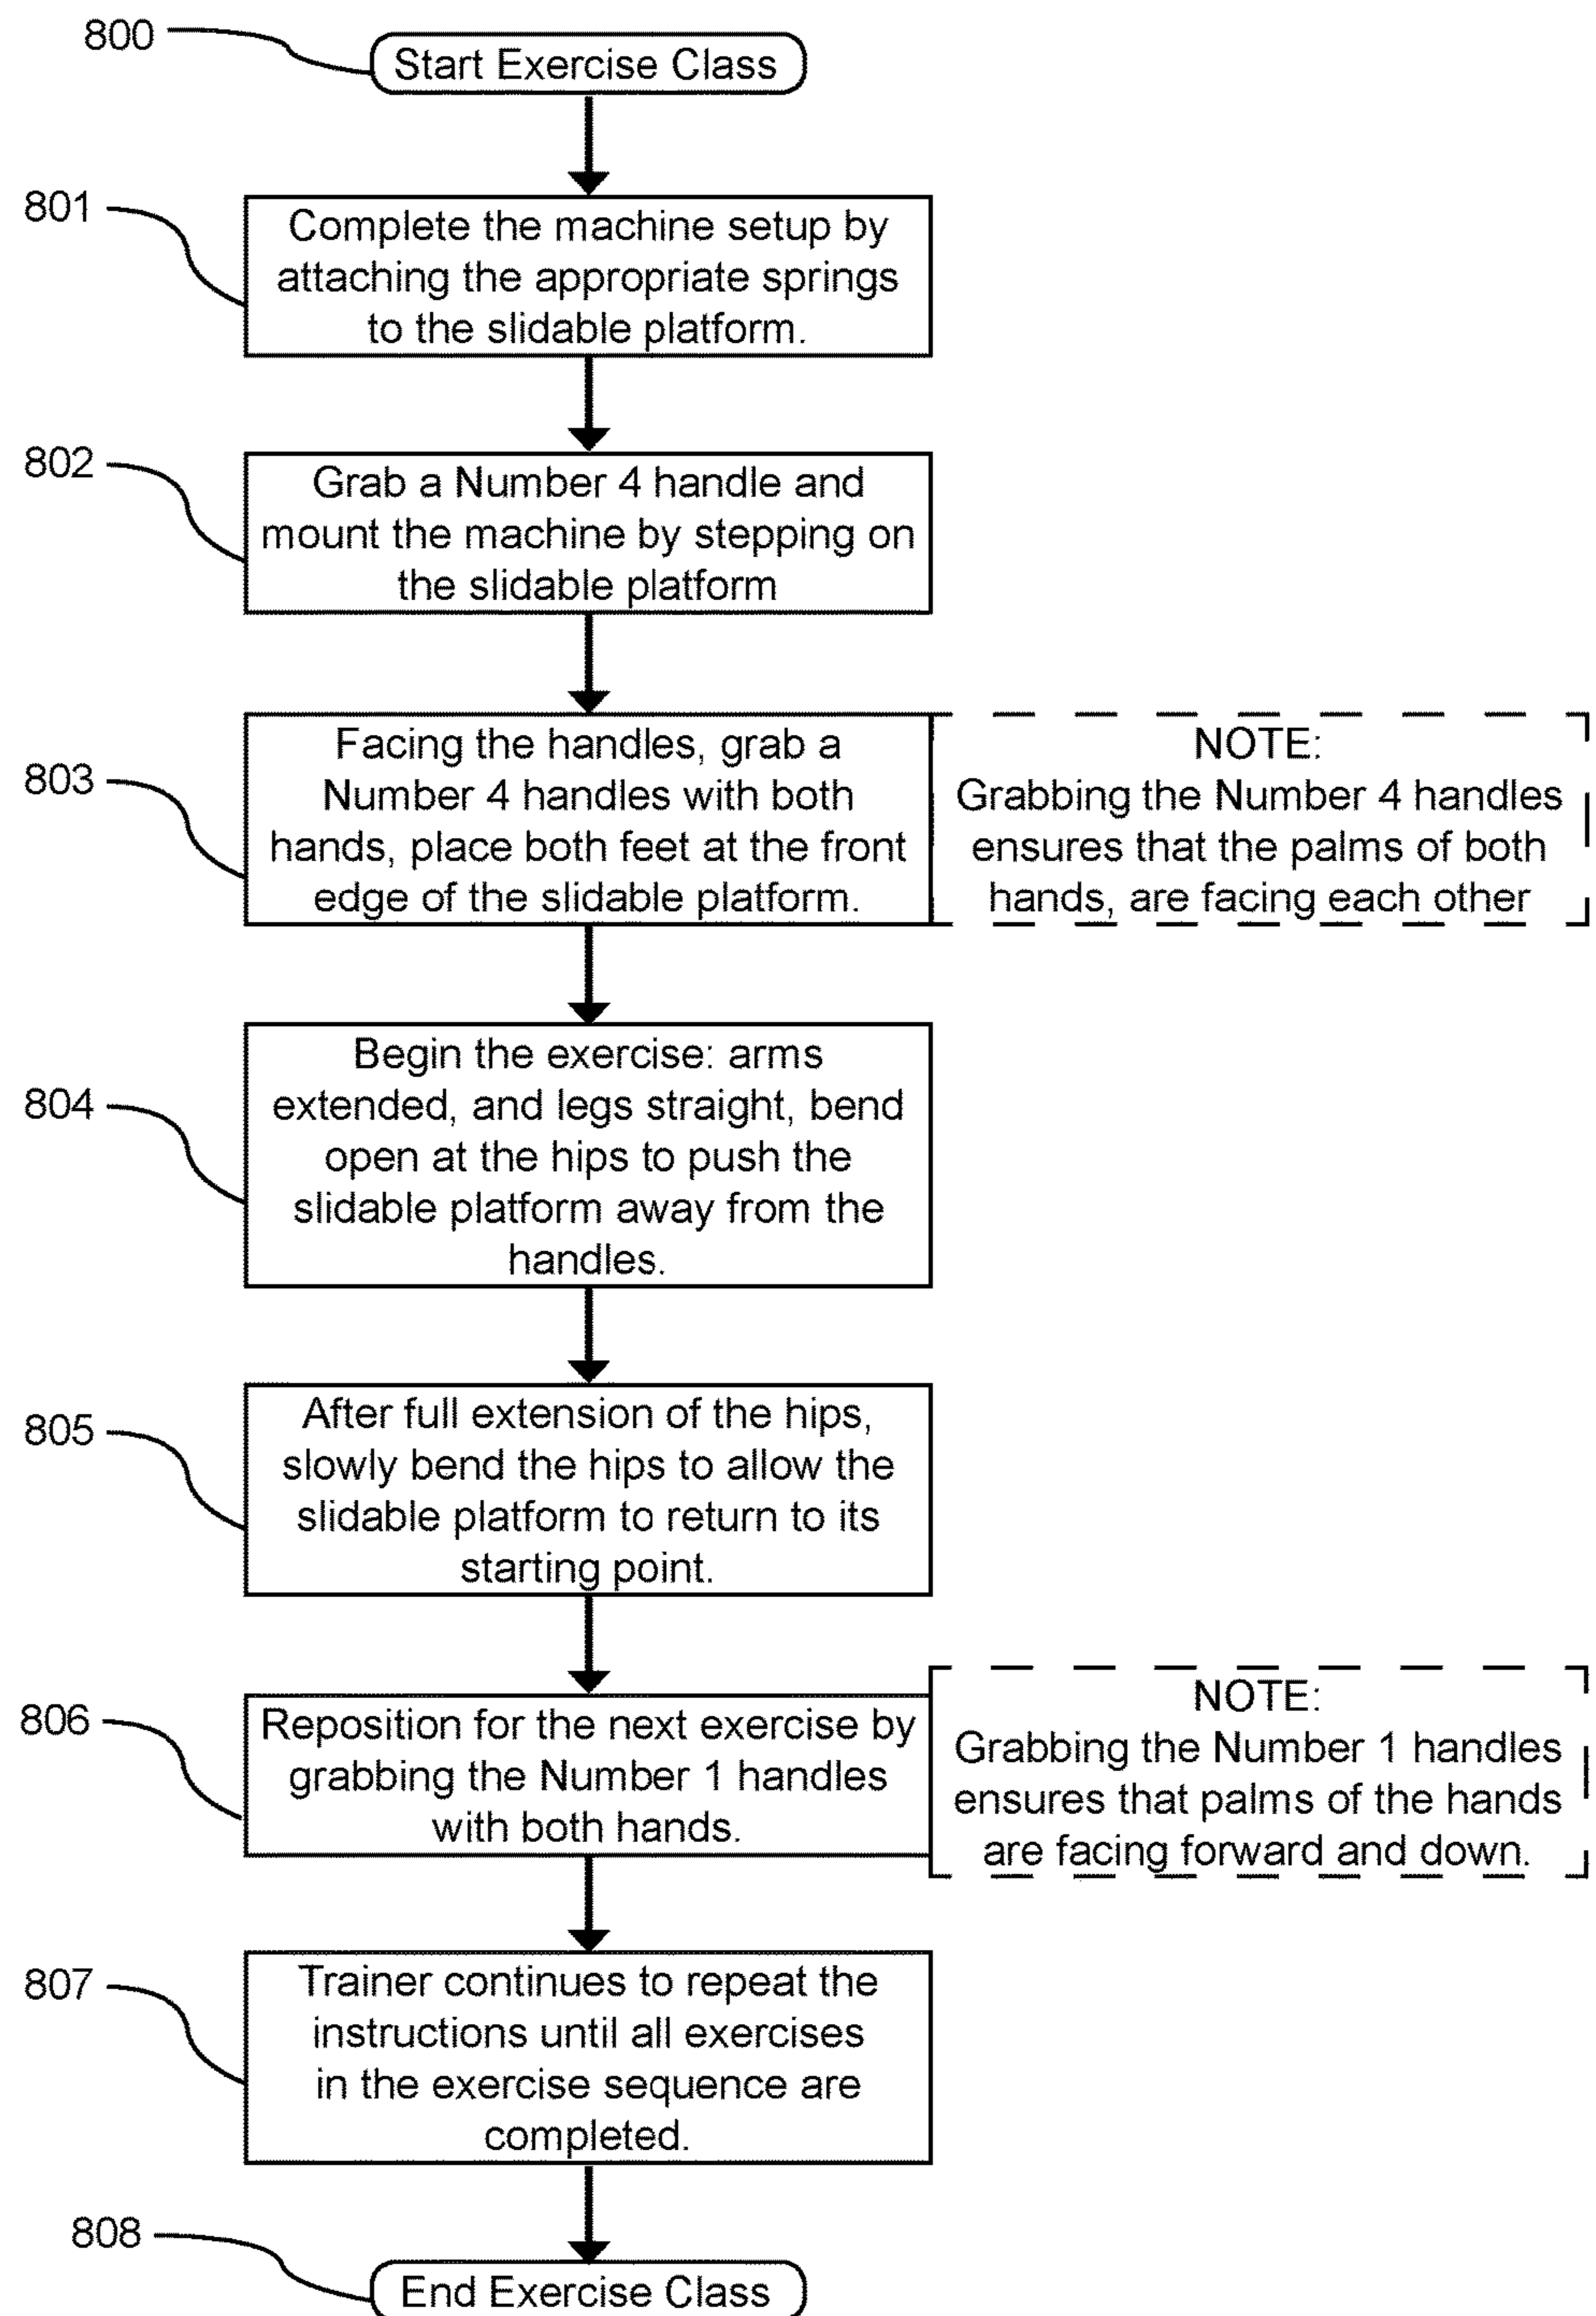 800
Start Exercise Class
801
Complete the machine setup by
attaching the appropriate springs
to the slidable platform.
802
Grab a Number 4 handle and
mount the machine by stepping on
the slidable platform
803
Facing the handles, grab a
Number 4 handles with both
hands, place both feet at the front
edge of the slidable platform.
NOTE:
Grabbing the Number 4 handles
ensures that the palms of both
hands, are facing each other
804
Begin the exercise: arms
extended, and legs straight, bend
open at the hips to push the
slidable platform away from the
handles.
805
After full extension of the hips,
slowly bend the hips to allow the
slidable platform to return to its
starting point.
806
Reposition for the next exercise by
grabbing the Number 1 handles
with both hands.
NOTE:
Grabbing the Number 1 handles
ensures that palms of the hands
are facing forward and down.
807
Trainer continues to repeat the
instructions until all exercises
in the exercise sequence are
completed.
808
End Exercise Class